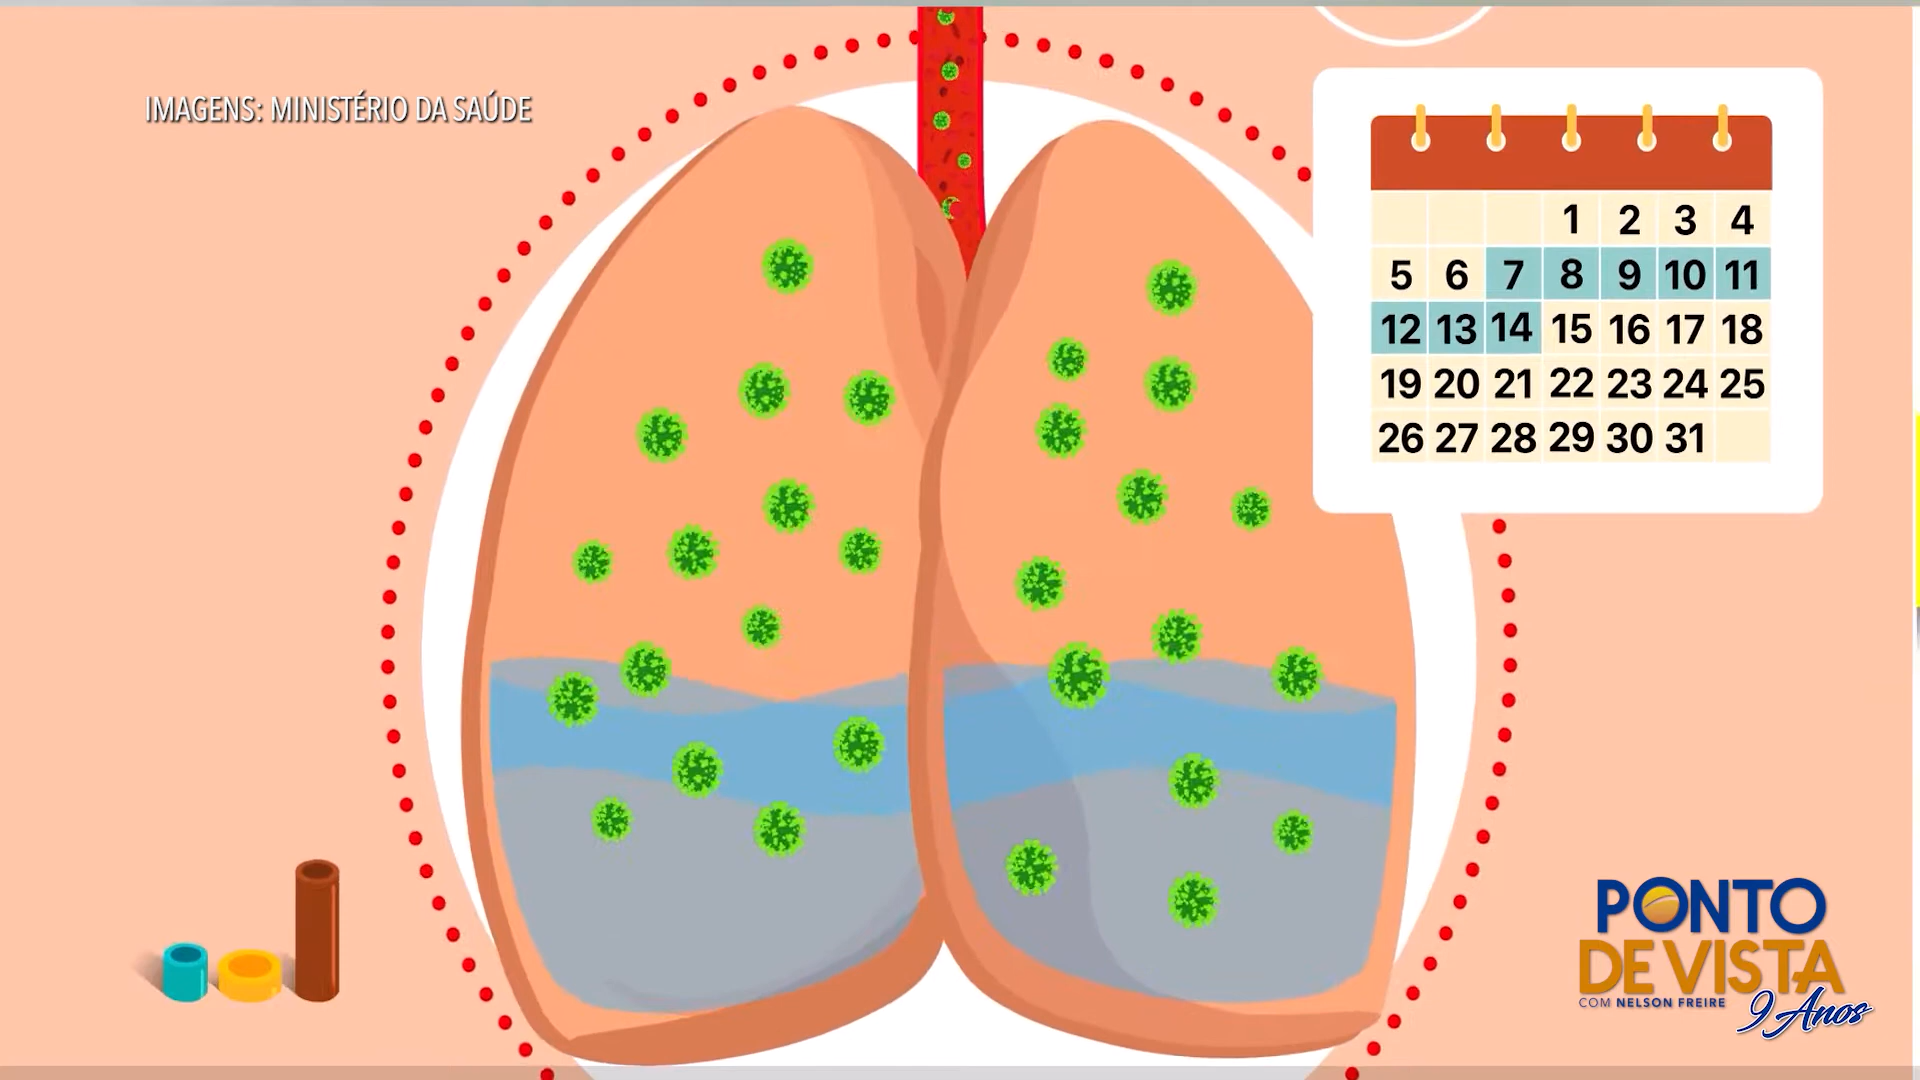 IMAGENS: MINISTÉRIO DA SAÚDE
1 2 3 4
5 6 7 8 9 10 11
12 13 14 15 16 17 18
19 20 21 22 23 24 25
26 27 28 29 30 31
PONTO
DE VISTA
COM NELSON FREIRE
9 Anos